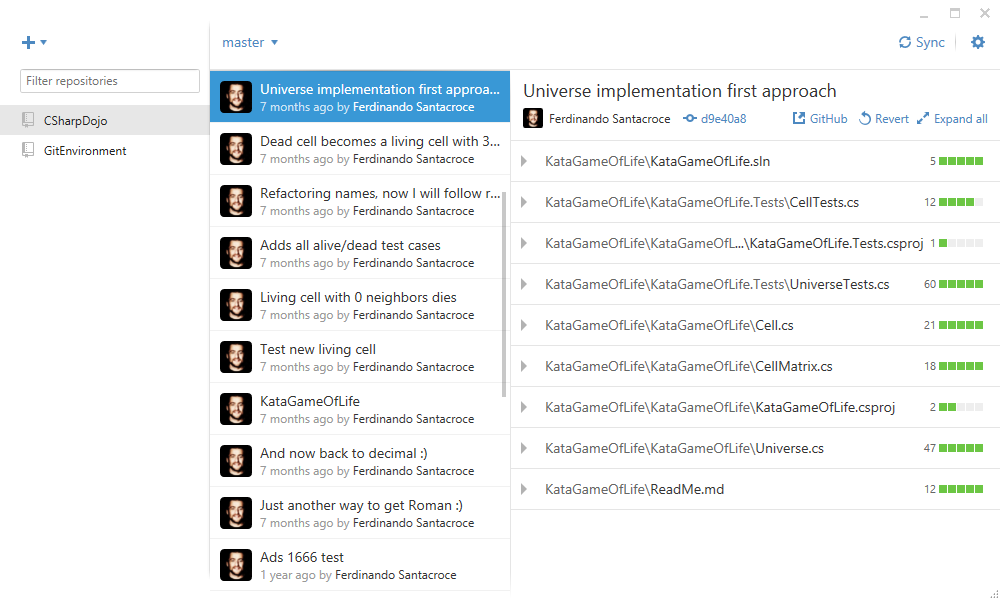 master
Sync
Filter repositories
CSharpDojo
GitEnvironment
Universe implementation first approa...
7 months ago by Ferdinando Santacroce
Dead cell becomes a living cell with 3...
7 months ago by Ferdinando Santacroce
Refactoring names, now I will follow r...
7 months ago by Ferdinando Santacroce
Adds all alive/dead test cases
7 months ago by Ferdinando Santacroce
Living cell with 0 neighbors dies
7 months ago by Ferdinando Santacroce
Test new living cell
7 months ago by Ferdinando Santacroce
KataGameOfLife
7 months ago by Ferdinando Santacroce
And now back to decimal :)
7 months ago by Ferdinando Santacroce
Just another way to get Roman :)
7 months ago by Ferdinando Santacroce
Ads 1666 test
1 year ago by Ferdinando Santacroce
Universe implementation first approach
Ferdinando Santacroce d9e40a8 GitHub Revert Expand all
KataGameOfLife\KataGameOfLife.sln 5
KataGameOfLife\KataGameOfLife.Tests\CellTests.cs 12
KataGameOfLife\KataGameOfL...\KataGameOfLife.Tests.csproj 1
KataGameOfLife\KataGameOfLife.Tests\UniverseTests.cs 60
KataGameOfLife\KataGameOfLife\Cell.cs 21
KataGameOfLife\KataGameOfLife\CellMatrix.cs 18
KataGameOfLife\KataGameOfLife\KataGameOfLife.csproj 2
KataGameOfLife\KataGameOfLife\Universe.cs 47
KataGameOfLife\ReadMe.md 12